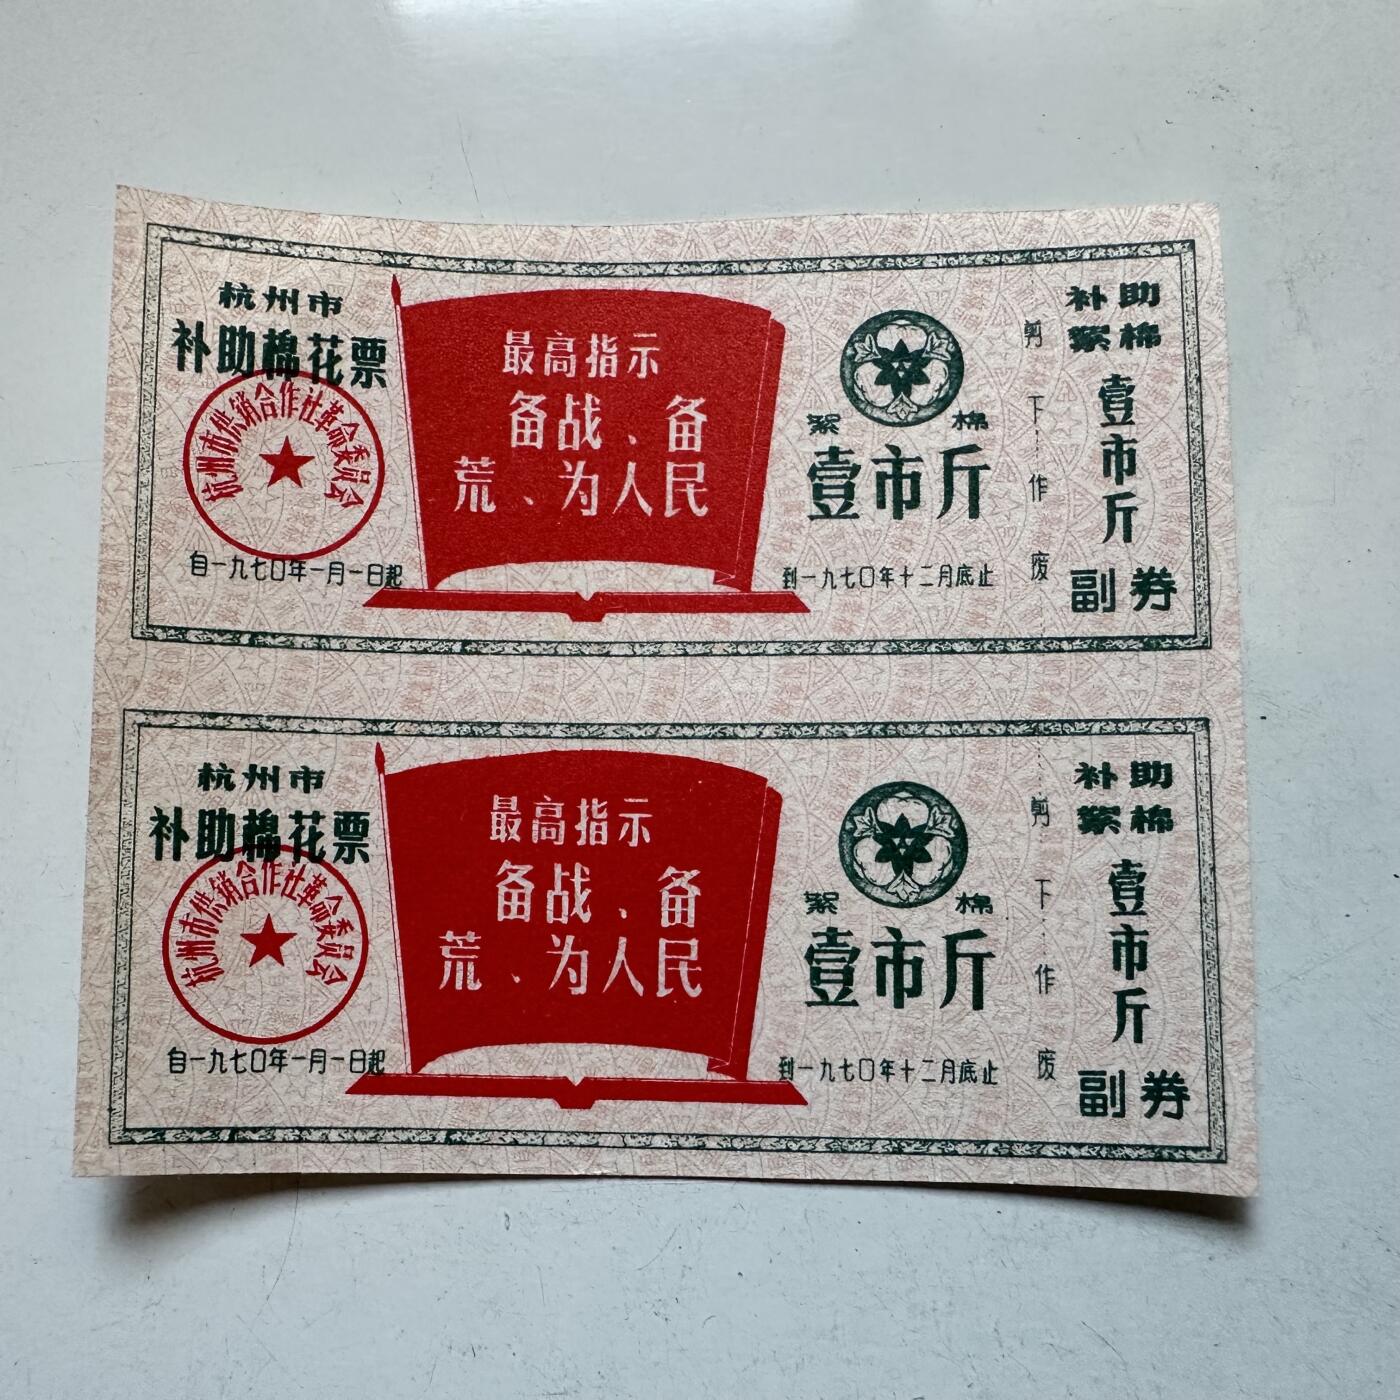 杭州市
补助棉花票
杭州市供销合作社革命委员会
自一九七〇年一月一日起
最高指示
备战、备
荒、为人民
絮棉
壹市斤
到一九七〇年十二月底止
剪下作废
补助
絮棉
壹市斤
副券
杭州市
补助棉花票
杭州市供销合作社革命委员会
自一九七〇年一月一日起
最高指示
备战、备
荒、为人民
絮棉
壹市斤
到一九七〇年十二月底止
剪下作废
补助
絮棉
壹市斤
副券